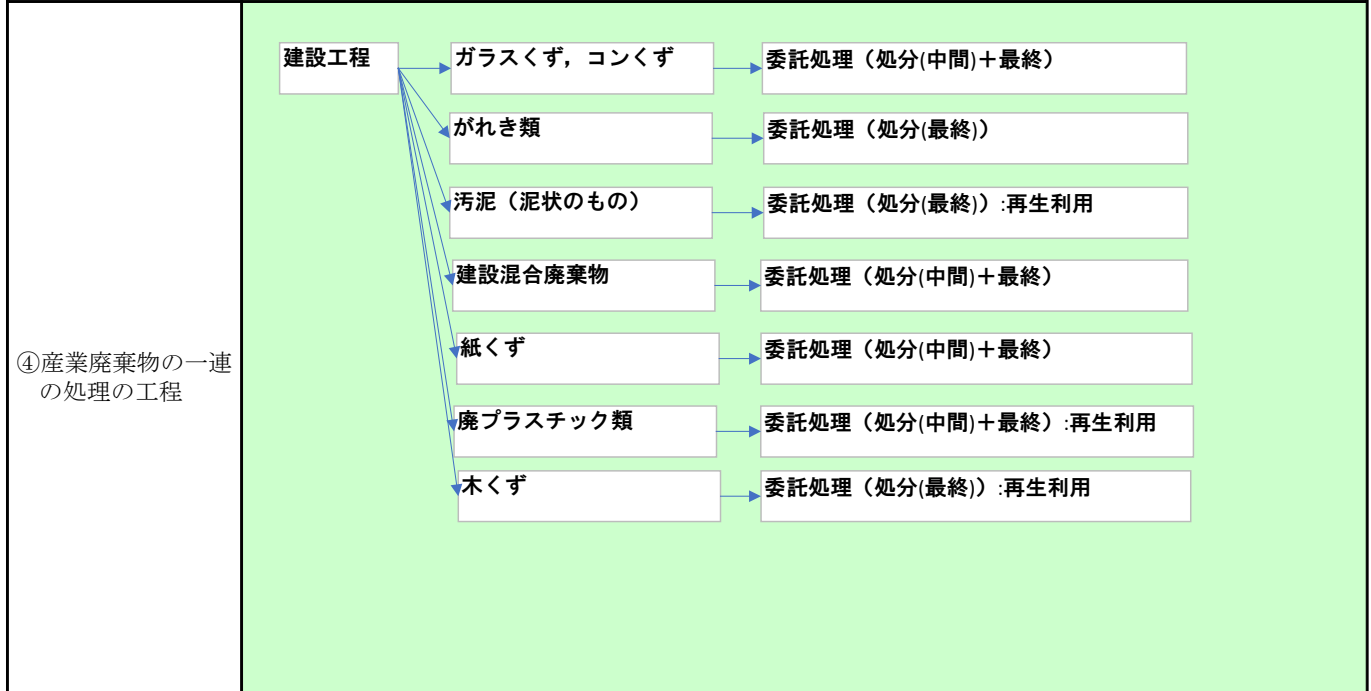 ④産業廃棄物の一連
の処理の工程
建設工程
ガラスくず，コンくず
委託処理（処分(中間)＋最終）
がれき類
委託処理（処分(最終)）
汚泥（泥状のもの）
委託処理（処分(最終)）:再生利用
建設混合廃棄物
委託処理（処分(中間)＋最終）
紙くず
委託処理（処分(中間)＋最終）
廃プラスチック類
委託処理（処分(中間)＋最終）:再生利用
木くず
委託処理（処分(最終)）:再生利用